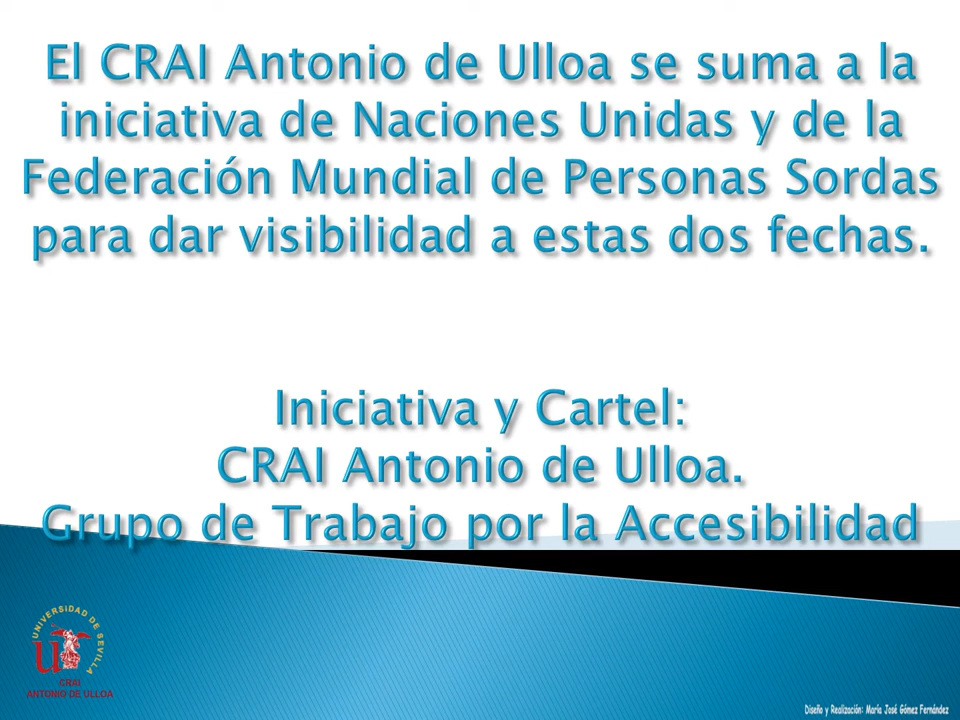 El CRAI Antonio de Ulloa se suma a la
iniciativa de Naciones Unidas y de la
Federación Mundial de Personas Sordas
para dar visibilidad a estas dos fechas.
Iniciativa y Cartel:
CRAI Antonio de Ulloa.
Grupo de Trabajo por la Accesibilidad
UNIVERSIDAD DE SEVILLA
CRAI
ANTONIO DE ULLOA
Diseño y Realización: María José Gómez Fernández